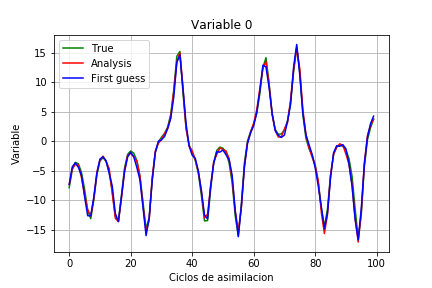 Variable 0
True
Analysis
First guess
Variable
15
10
5
0
−5
−10
−15
0 20 40 60 80 100
Ciclos de asimilacion